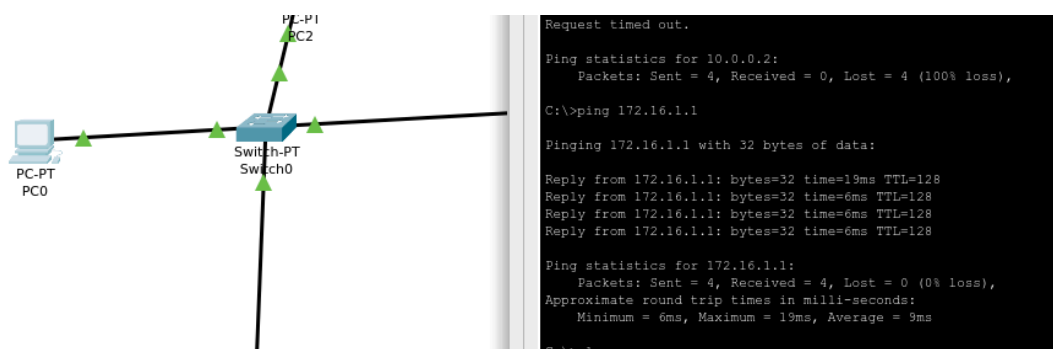 PC-PT
PC2
PC-PT
PC0
Switch-PT
Switch0
Request timed out.
Ping statistics for 10.0.0.2:
Packets: Sent = 4, Received = 0, Lost = 4 (100% loss),
C:\>ping 172.16.1.1
Pinging 172.16.1.1 with 32 bytes of data:
Reply from 172.16.1.1: bytes=32 time=19ms TTL=128
Reply from 172.16.1.1: bytes=32 time=6ms TTL=128
Reply from 172.16.1.1: bytes=32 time=6ms TTL=128
Reply from 172.16.1.1: bytes=32 time=6ms TTL=128
Ping statistics for 172.16.1.1:
Packets: Sent = 4, Received = 4, Lost = 0 (0% loss),
Approximate round trip times in milli-seconds:
Minimum = 6ms, Maximum = 19ms, Average = 9ms